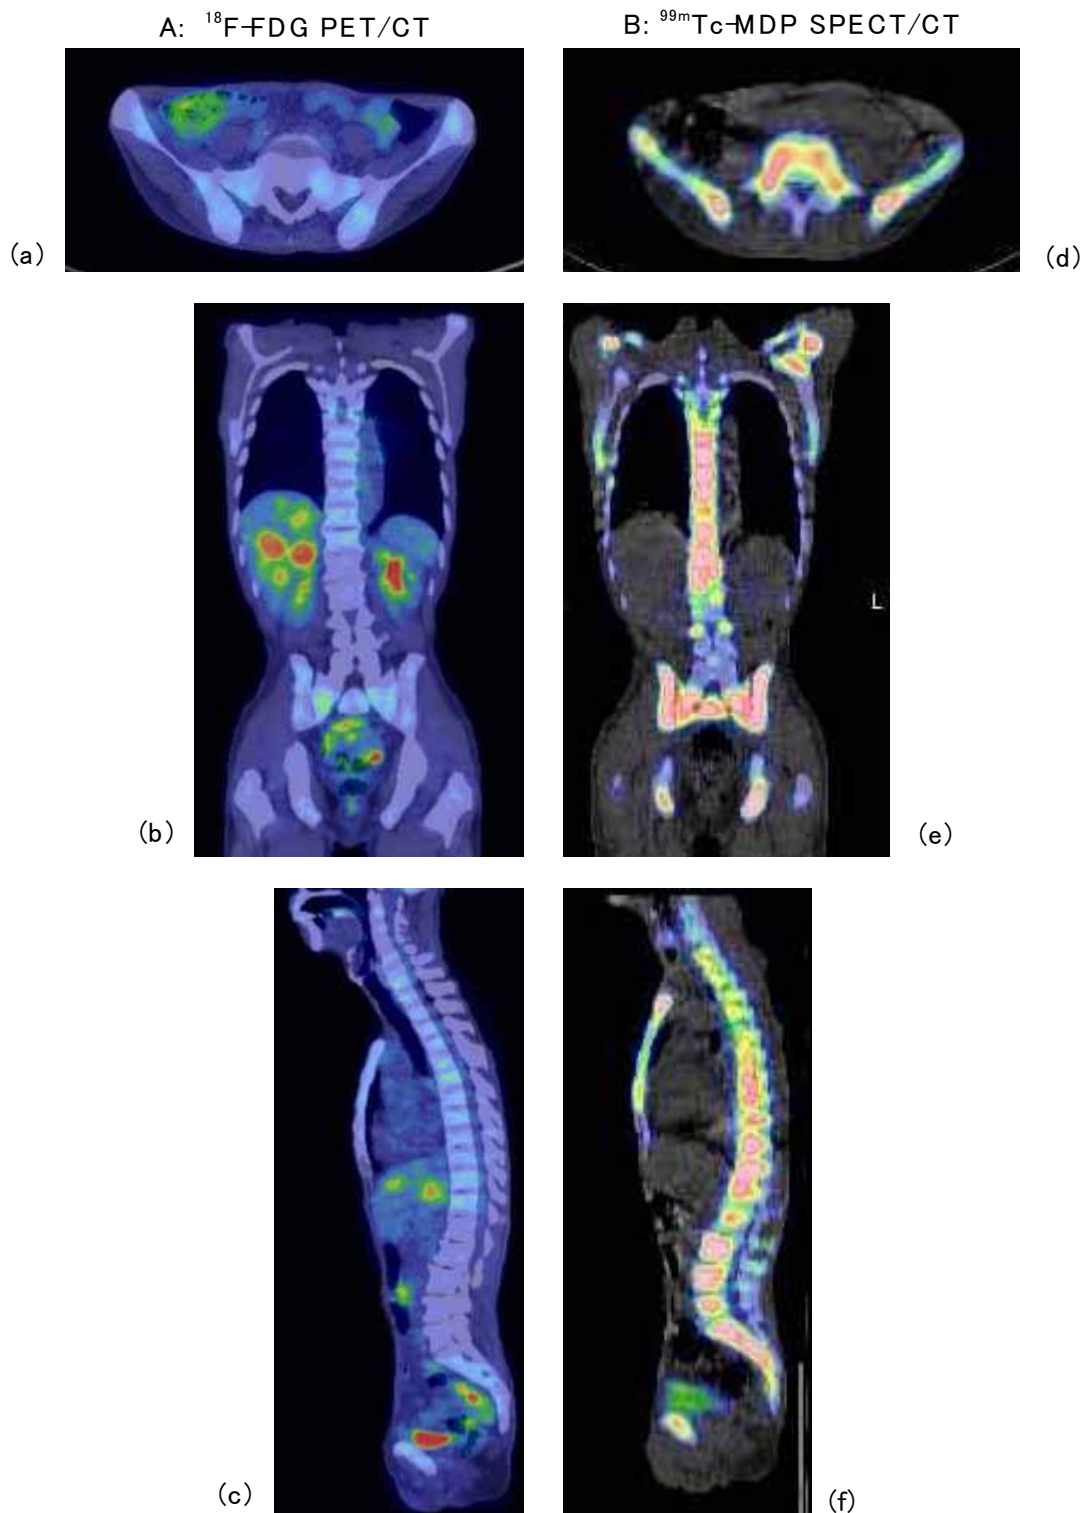 A: ¹⁸F-FDG PET/CT
B: ⁹⁹ᵐTc-MDP SPECT/CT
(a)
(d)
L
(b)
(e)
(c)
(f)